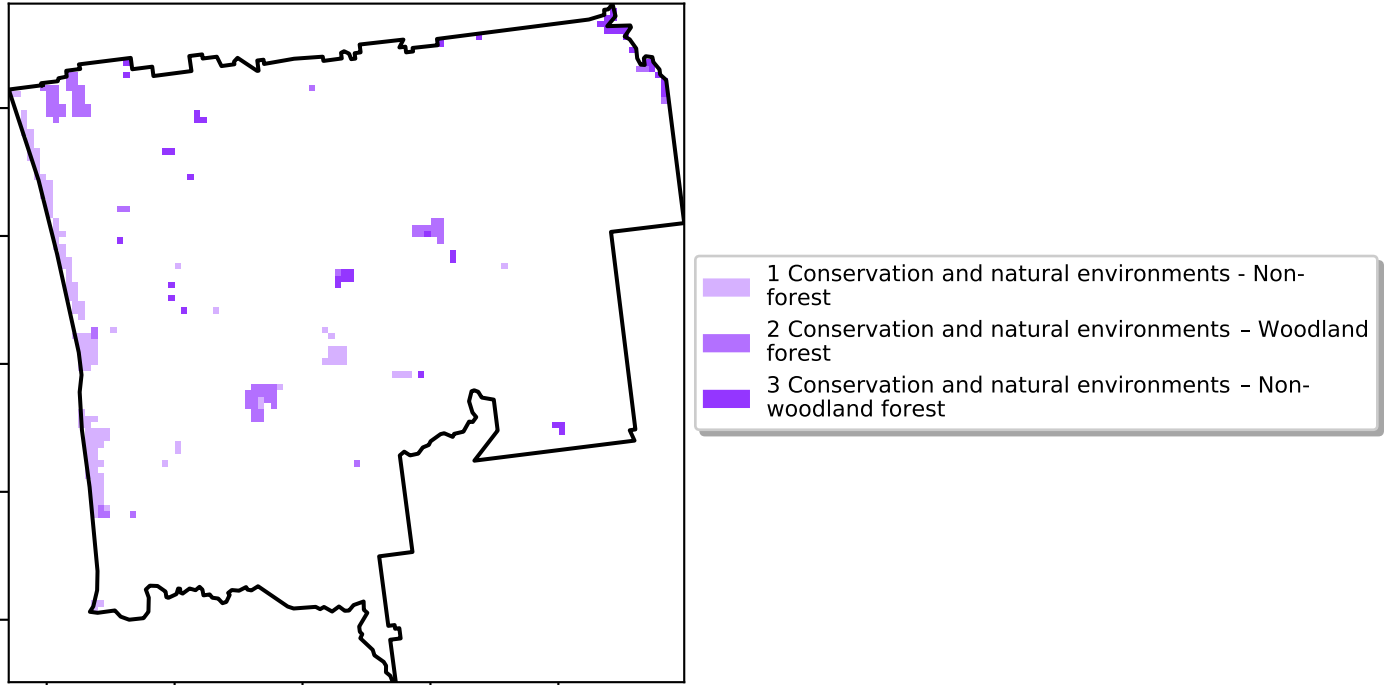 1 Conservation and natural environments - Non-
forest
2 Conservation and natural environments – Woodland
forest
3 Conservation and natural environments – Non-
woodland forest